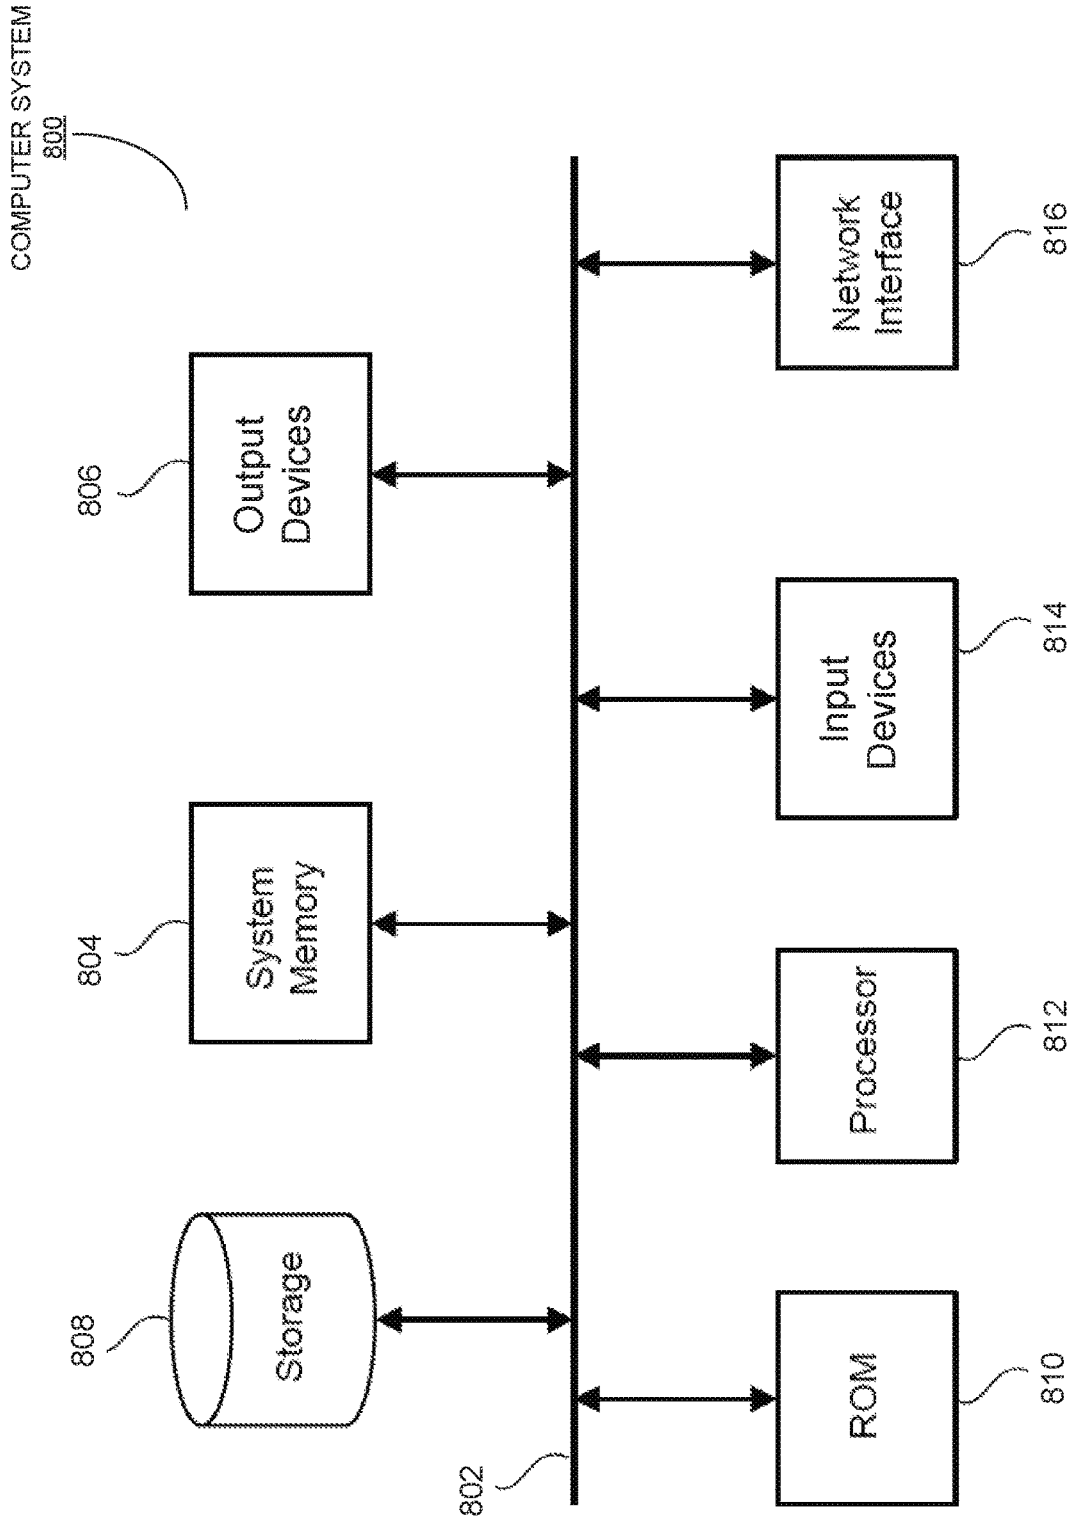 COMPUTER SYSTEM
800
808
804
806
Storage
System
Memory
Output
Devices
802
ROM
Processor
Input
Devices
Network
Interface
810
812
814
816